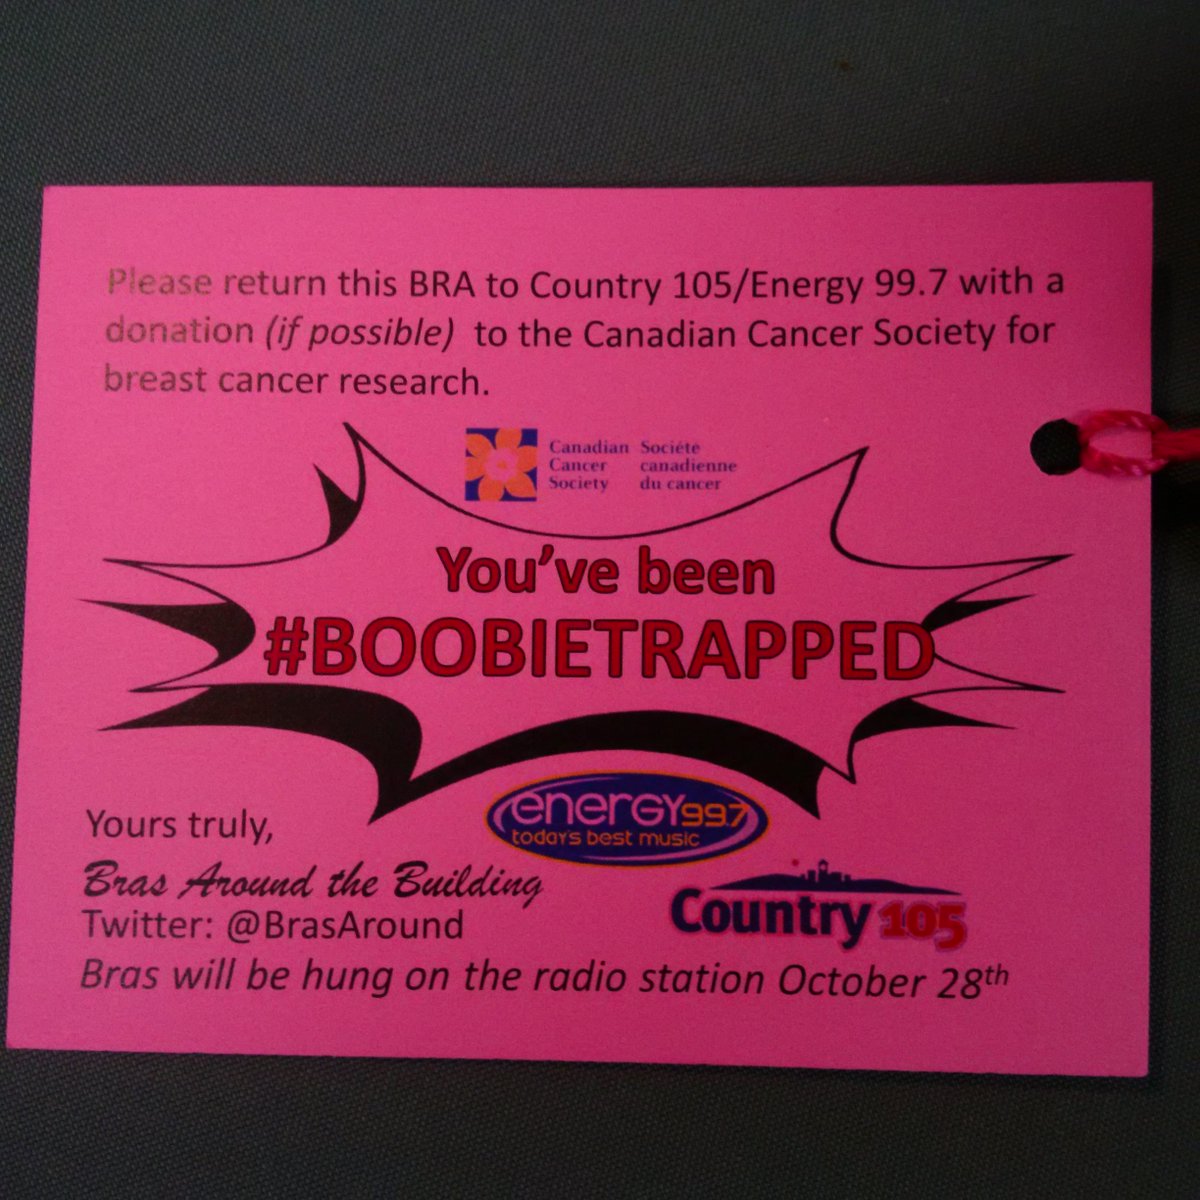 Please return this BRA to Country 105/Energy 99.7 with a
donation (if possible) to the Canadian Cancer Society for
breast cancer research.
Canadian Société
Cancer canadienne
Society du cancer
You've been
#BOOBIETRAPPED
energy 99.7
today's best music
Yours truly,
Bras Around the Building
Country 105
Twitter: @BrasAround
Bras will be hung on the radio station October 28th